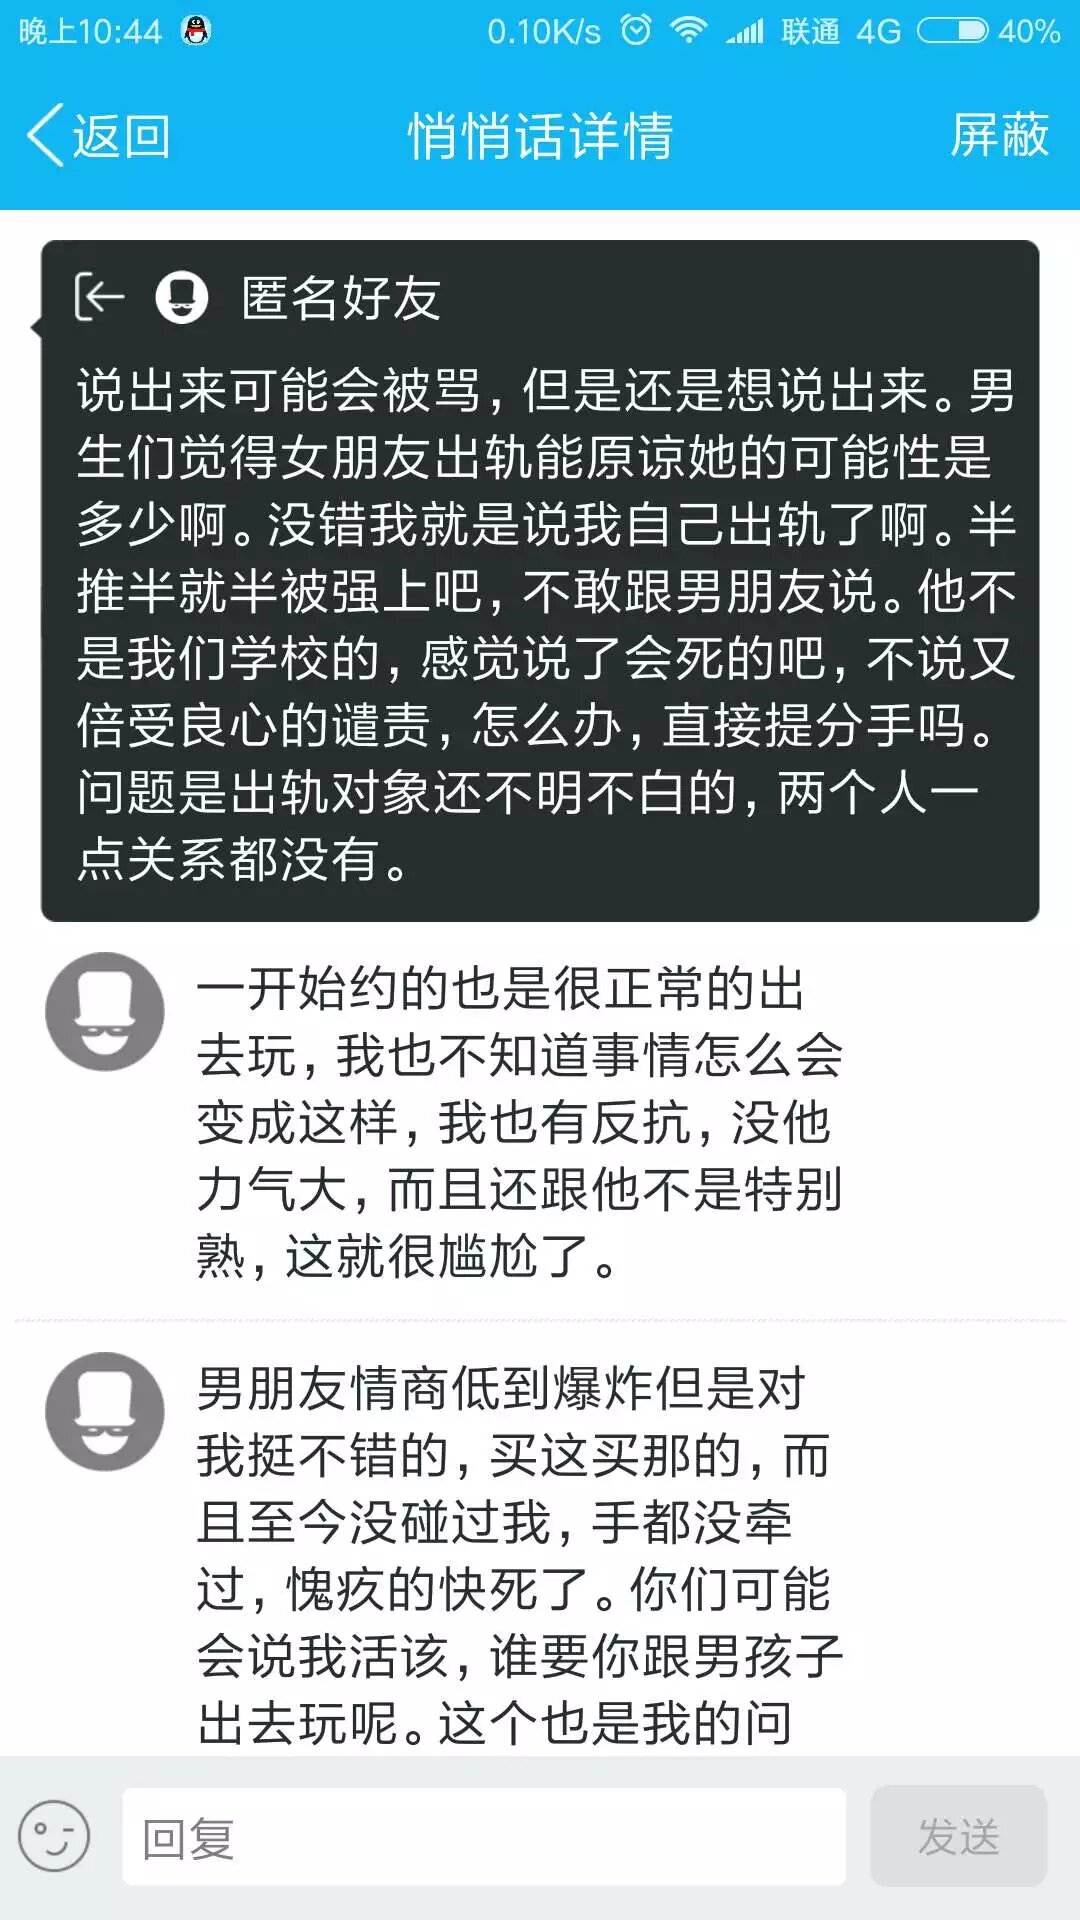 晚上10:44 0.10K/s 联通 4G 40%
返回 悄悄话详情 屏蔽
匿名好友
说出来可能会被骂，但是还是想说出来。男
生们觉得女朋友出轨能原谅她的可能性是
多少啊。没错我就是说我自己出轨了啊。半
推半就半被强上吧，不敢跟男朋友说。他不
是我们学校的，感觉说了会死的吧，不说又
倍受良心的谴责，怎么办，直接提分手吗。
问题是出轨对象还不明不白的，两个人一
点关系都没有。
一开始约的也是很正常的出
去玩，我也不知道事情怎么会
变成这样，我也有反抗，没他
力气大，而且还跟他不是特别
熟，这就很尴尬了。
男朋友情商低到爆炸但是对
我挺不错的，买这买那的，而
且至今没碰过我，手都没牵
过，愧疚的快死了。你们可能
会说我活该，谁要你跟男孩子
出去玩呢。这个也是我的问
回复 发送